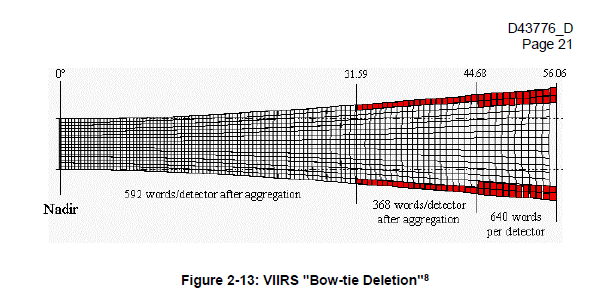 D43776_D
Page 21
0° 31.59 44.68 56.06
592 words/detector after aggregation
Nadir
368 words/detector
after aggregation
640 words
per detector
Figure 2-13: VIIRS "Bow-tie Deletion"⁸